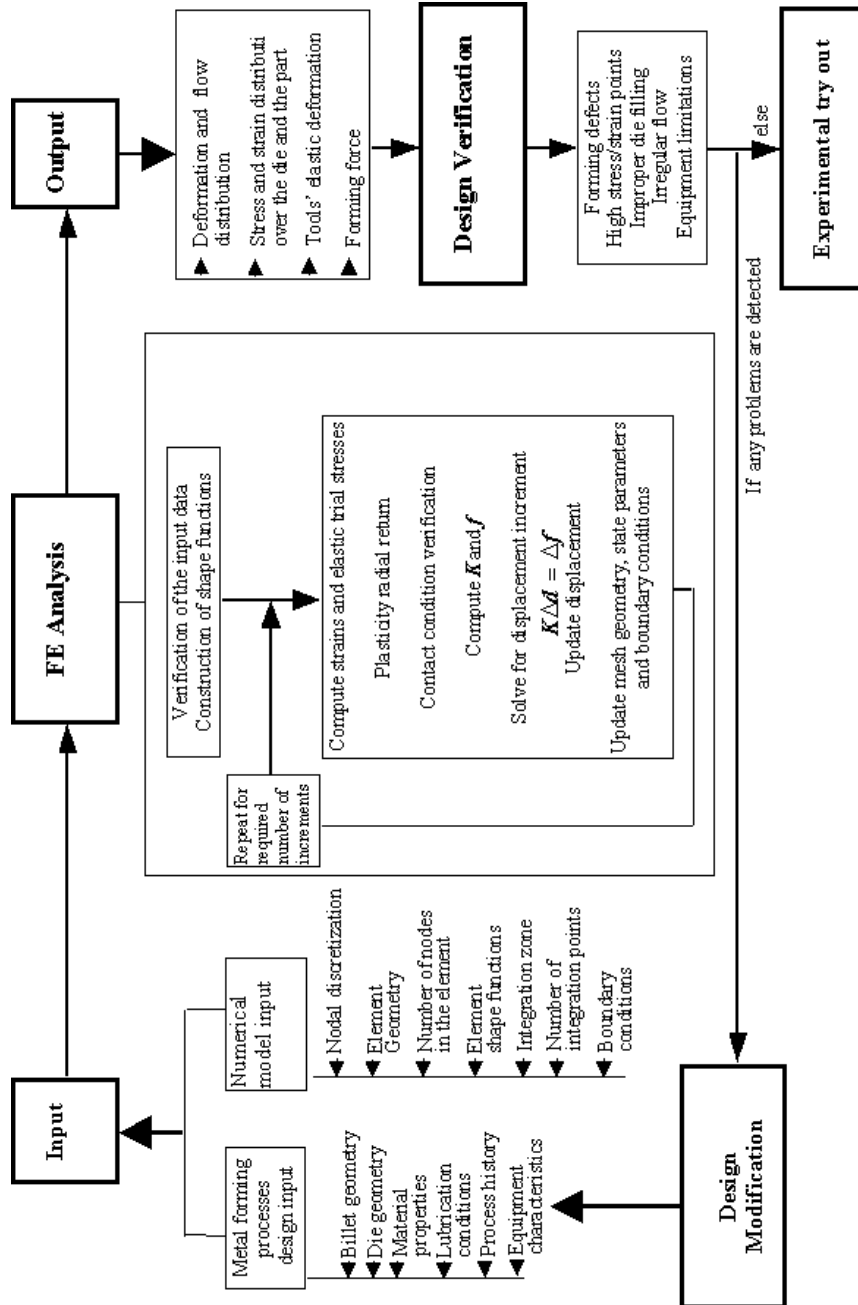 Input
FE Analysis
Output
Metal forming
processes
design input
Billet geometry
Die geometry
Material
properties
Lubrication
conditions
Process history
Equipment
characteristics
Numerical
model input
Nodal discretization
Element
Geometry
Number of nodes
in the element
Element
shape functions
Integration zone
Number of
integration points
Boundary
conditions
Verification of the input data
Construction of shape functions
Repeat for
required
number of
increments
Compute strains and elastic trial stresses
Plasticity radial return
Contact condition verification
Compute K and f
Solve for displacement increment
KΔd = Δf
Update displacement
Update mesh geometry, state parameters
and boundary conditions
Deformation and flow
distribution
Stress and strain distributi
over the die and the part
Tools' elastic deformation
Forming force
Design Verification
Forming defects
High stress/strain points
Improper die filling
Irregular flow
Equipment limitations
else
If any problems are detected
Experimental try out
Design
Modification